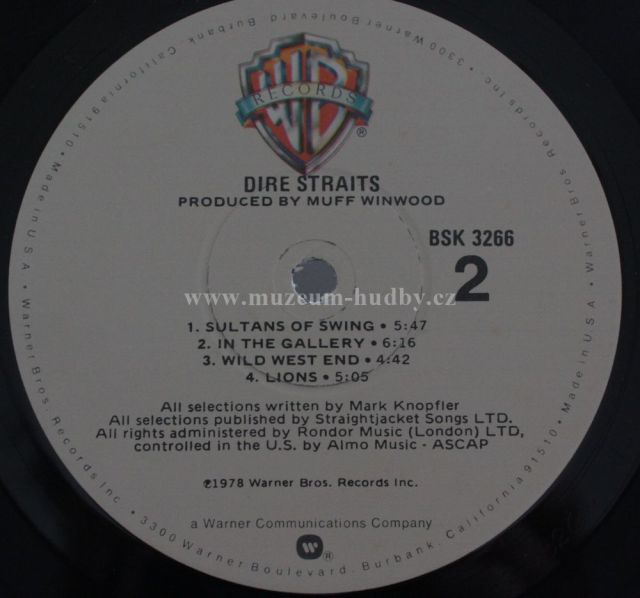 WB
RECORDS
®
DIRE STRAITS
PRODUCED BY MUFF WINWOOD
BSK 3266
2
www.muzeum-hudby.cz
1. SULTANS OF SWING • 5:47
2. IN THE GALLERY • 6:16
3. WILD WEST END • 4:42
4. LIONS • 5:05
All selections written by Mark Knopfler
All selections published by Straightjacket Songs LTD.
All rights administered by Rondor Music (London) LTD,
controlled in the U.S. by Almo Music - ASCAP
℗1978 Warner Bros. Records Inc.
a Warner Communications Company
W®
Warner Bros. Records Inc • 3300 Warner Boulevard. Burbank, California 91510 • Made in U.S.A • Warner Bros. Records Inc • 3300 Warner Boulevard. Burbank, California 91510 • Made in U.S.A •